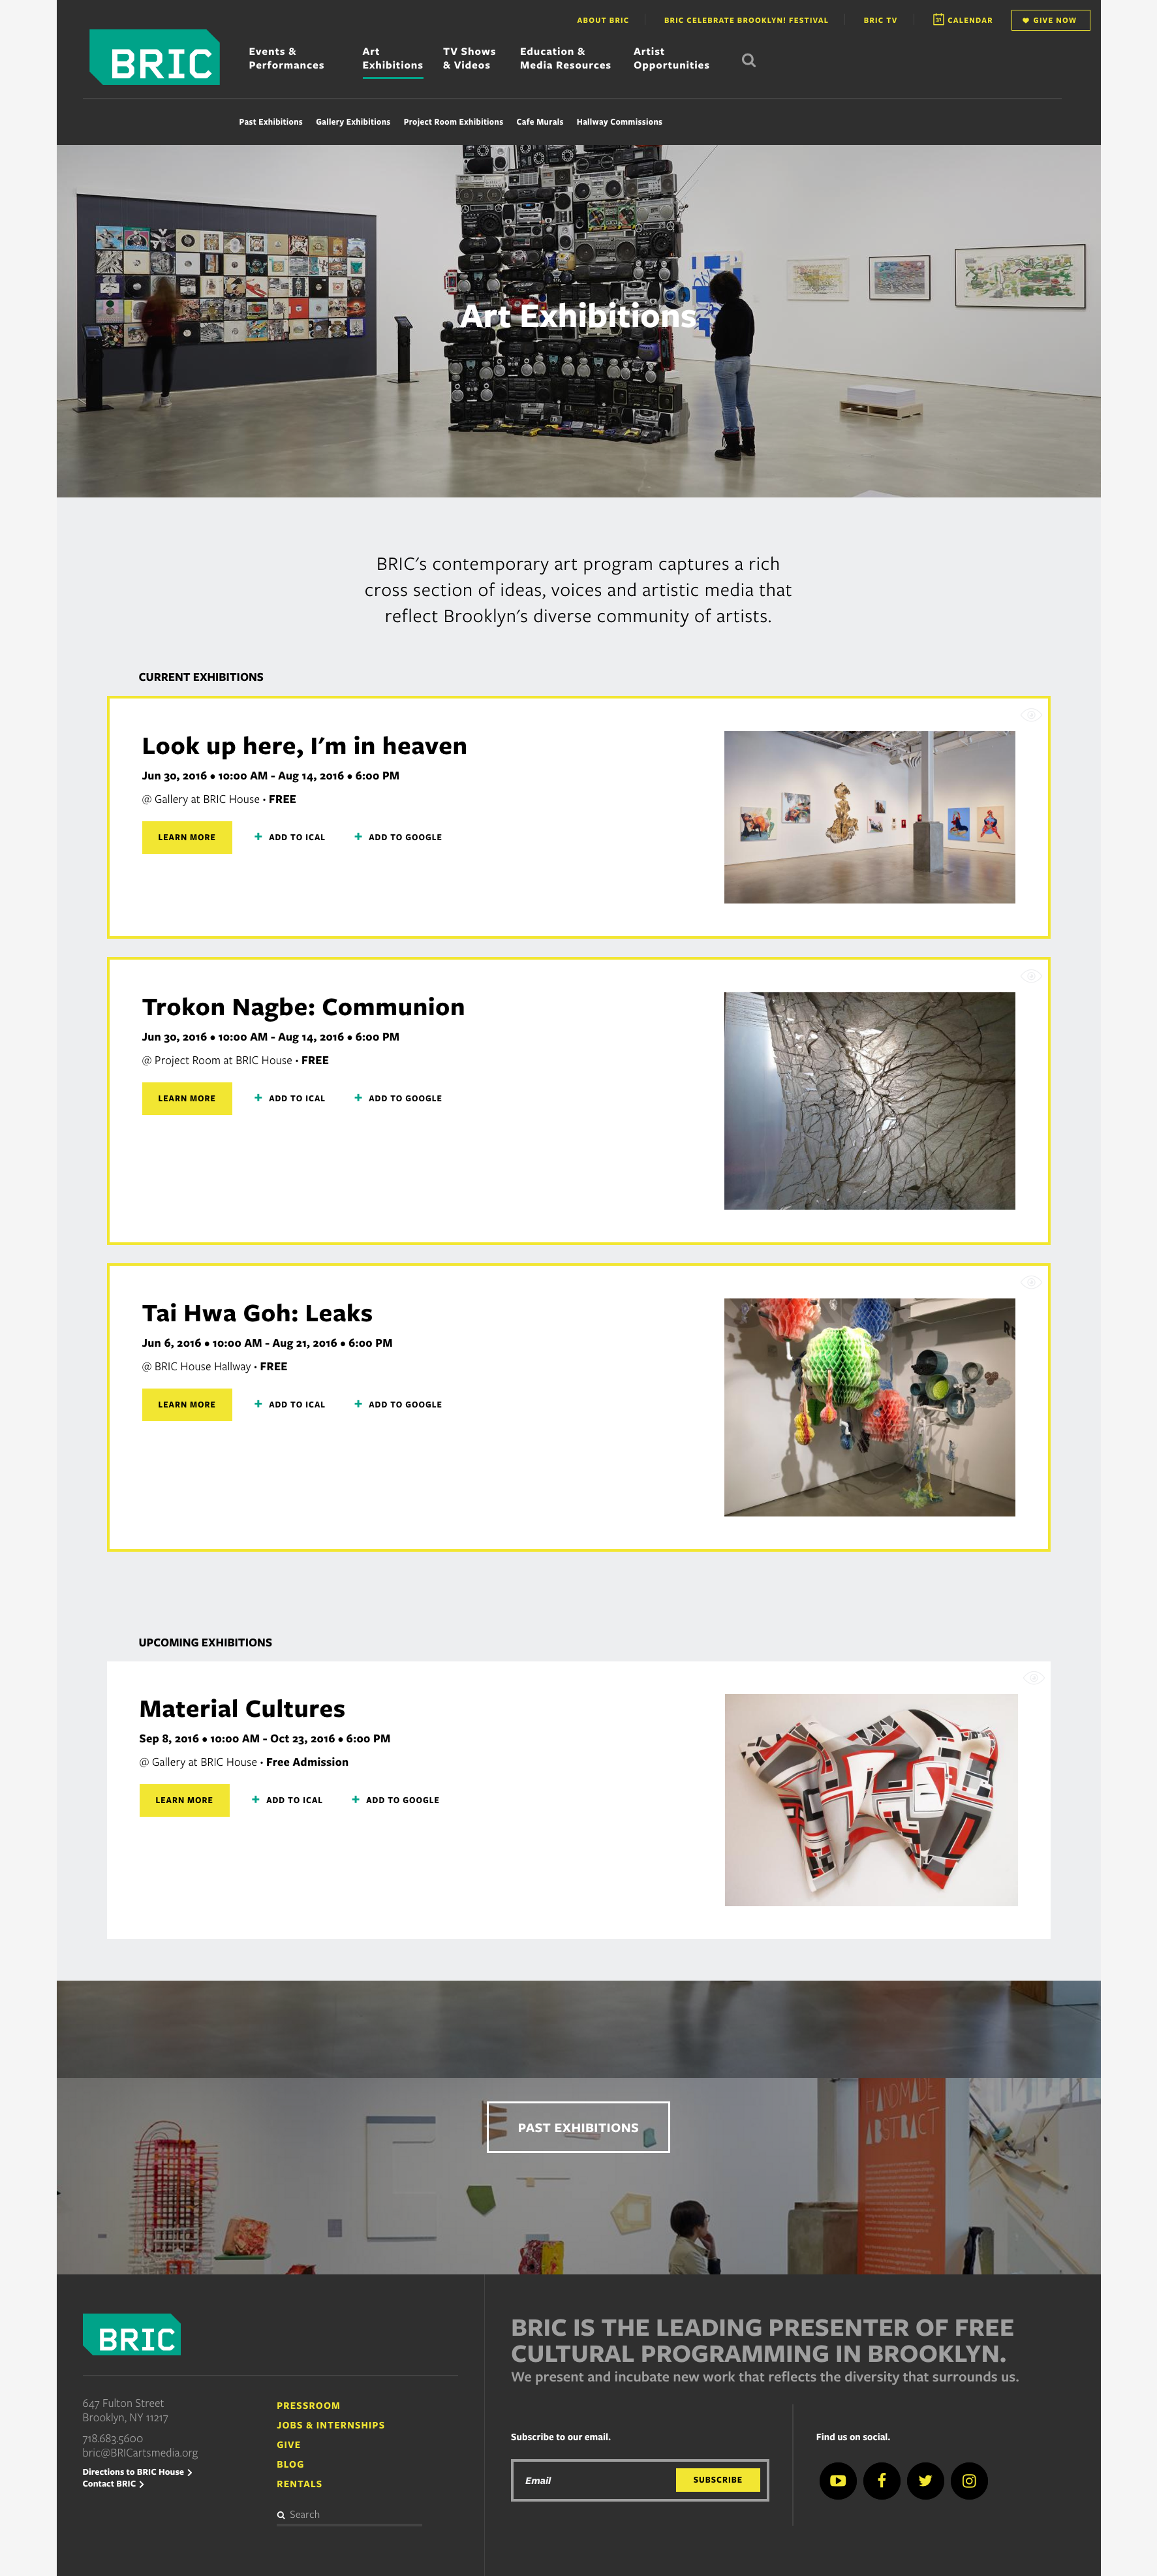 ABOUT BRIC
BRIC CELEBRATE BROOKLYN! FESTIVAL
BRIC TV
CALENDAR
GIVE NOW
BRIC
Events &
Performances
Art
Exhibitions
TV Shows
& Videos
Education &
Media Resources
Artist
Opportunities
Past Exhibitions
Gallery Exhibitions
Project Room Exhibitions
Cafe Murals
Hallway Commissions
Art Exhibitions
BRIC's contemporary art program captures a rich
cross section of ideas, voices and artistic media that
reflect Brooklyn's diverse community of artists.
CURRENT EXHIBITIONS
Look up here, I'm in heaven
Jun 30, 2016 • 10:00 AM - Aug 14, 2016 • 6:00 PM
@ Gallery at BRIC House • FREE
LEARN MORE
+ ADD TO ICAL
+ ADD TO GOOGLE
Trokon Nagbe: Communion
Jun 30, 2016 • 10:00 AM - Aug 14, 2016 • 6:00 PM
@ Project Room at BRIC House • FREE
LEARN MORE
+ ADD TO ICAL
+ ADD TO GOOGLE
Tai Hwa Goh: Leaks
Jun 6, 2016 • 10:00 AM - Aug 21, 2016 • 6:00 PM
@ BRIC House Hallway • FREE
LEARN MORE
+ ADD TO ICAL
+ ADD TO GOOGLE
UPCOMING EXHIBITIONS
Material Cultures
Sep 8, 2016 • 10:00 AM - Oct 23, 2016 • 6:00 PM
@ Gallery at BRIC House • Free Admission
LEARN MORE
+ ADD TO ICAL
+ ADD TO GOOGLE
HANDMADE
ABSTRACT
PAST EXHIBITIONS
BRIC
647 Fulton Street
Brooklyn, NY 11217
718.683.5600
bric@BRICartsmedia.org
Directions to BRIC House >
Contact BRIC >
PRESSROOM
JOBS & INTERNSHIPS
GIVE
BLOG
RENTALS
Search
BRIC IS THE LEADING PRESENTER OF FREE
CULTURAL PROGRAMMING IN BROOKLYN.
We present and incubate new work that reflects the diversity that surrounds us.
Subscribe to our email.
Email
SUBSCRIBE
Find us on social.